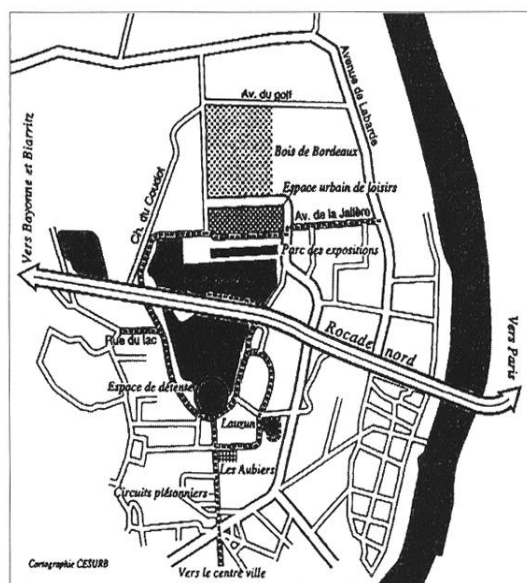 Av. du golf
Avenue de Labarde
Bois de Bordeaux
Espace urbain de loisirs
Av. de la Jallère
Ch. du Coudot
Vers Bayonne et Biarritz
Parc des expositions
Rocade nord
Vers Paris
Rue du lac
Espace de détente
Lauzun
Les Aubiers
Circuits piétonniers
Cartographie CESURB
Vers le centre ville